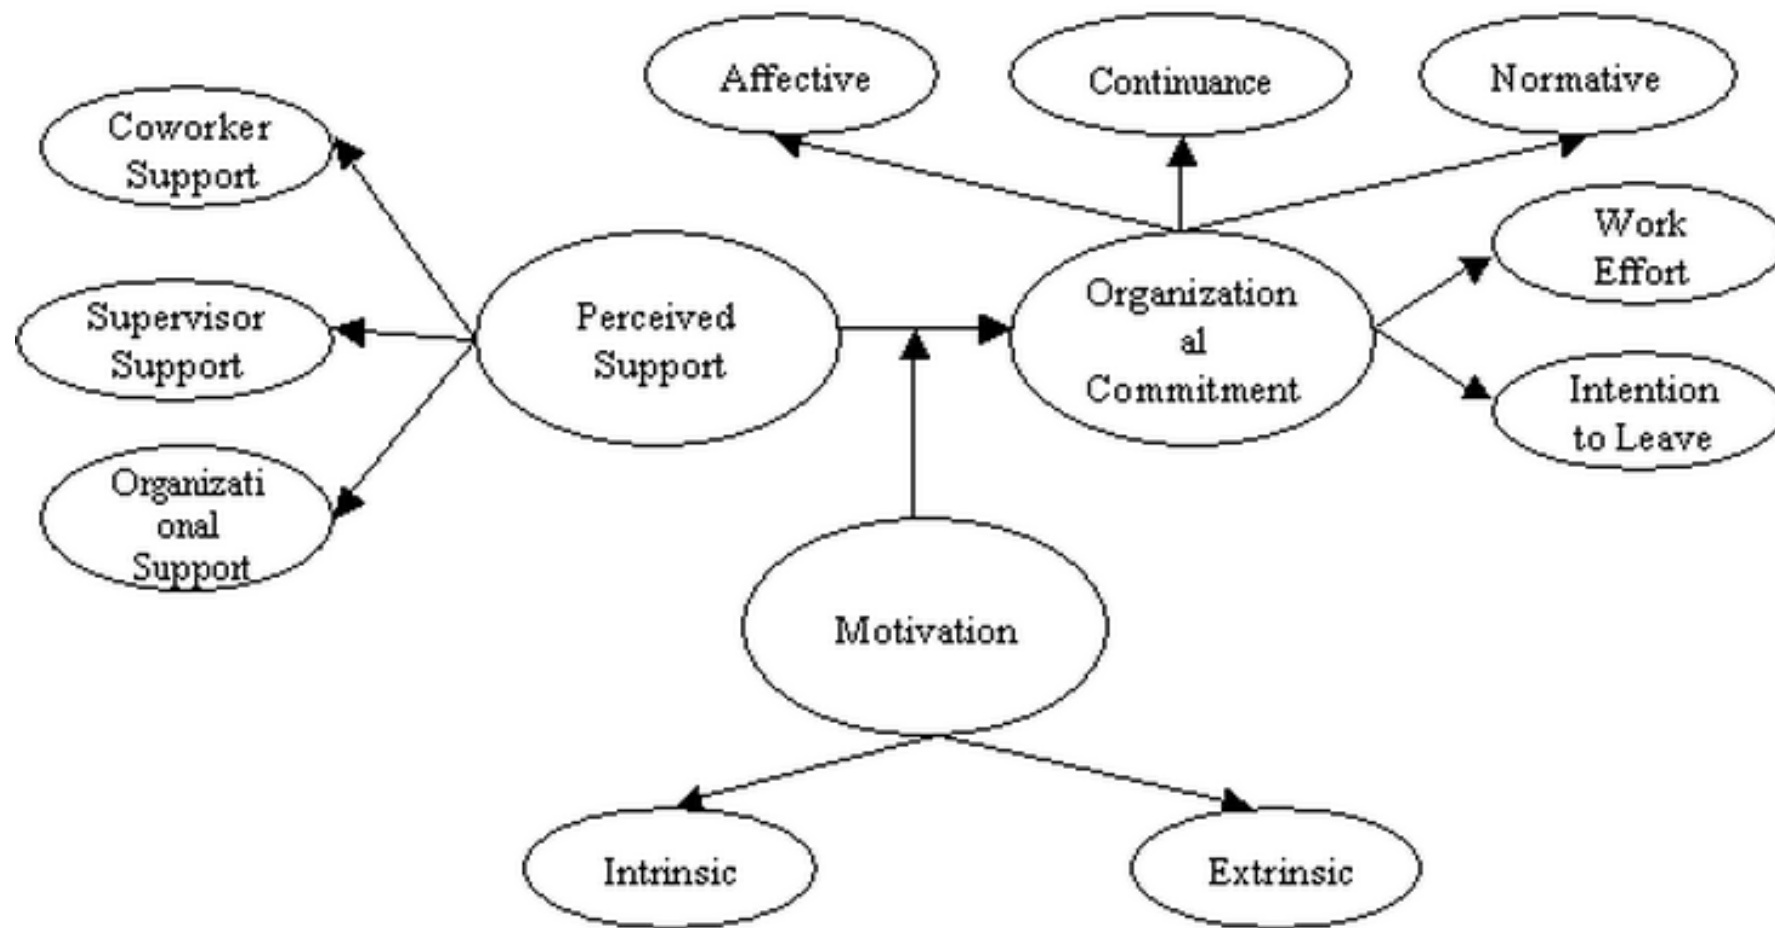 Affective
Continuance
Normative
Coworker
Support
Work
Effort
Supervisor
Support
Perceived
Support
Organization
al
Commitment
Intention
to Leave
Organizati
onal
Support
Motivation
Intrinsic
Extrinsic